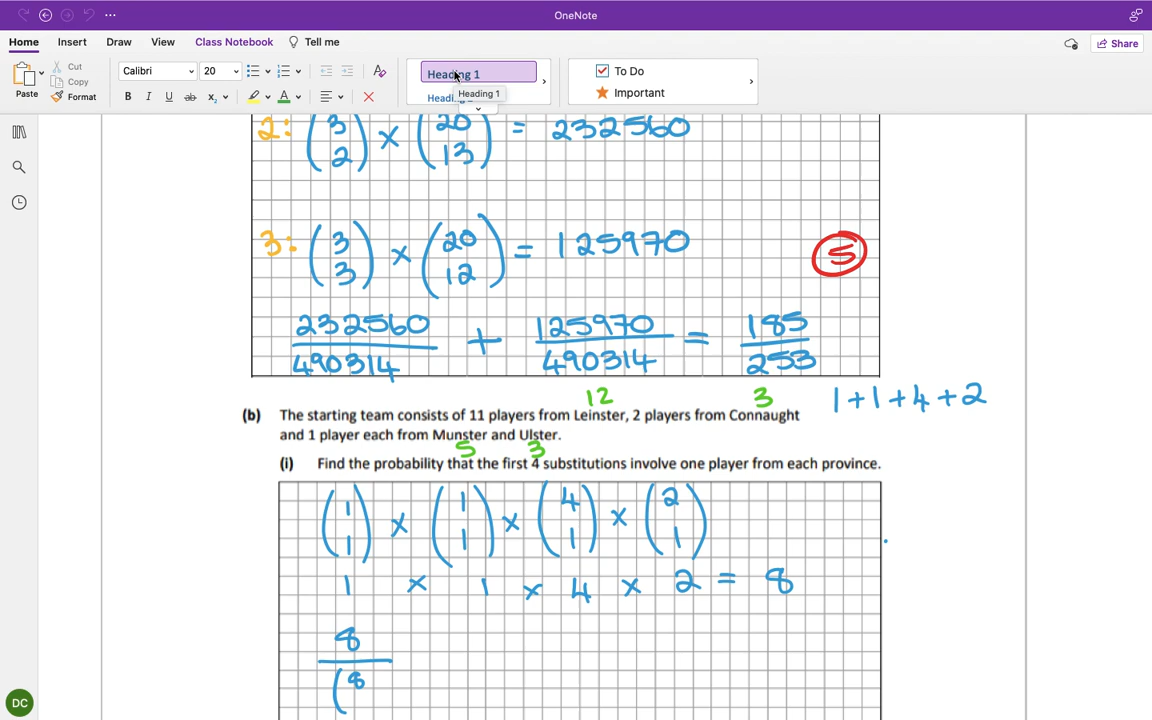 OneNote
Home Insert Draw View Class Notebook Tell me Share
Paste Cut Copy Format
Calibri 20
B I U ab x₂ A
Heading 1
Heading 1
To Do
Important
2: (3 2) × (20 13) = 232560
3: (3 3) × (20 12) = 125970
5
232560/490314 + 125970/490314 = 185/253
12 3 1+1+4+2
(b) The starting team consists of 11 players from Leinster, 2 players from Connaught
and 1 player each from Munster and Ulster.
5 3
(i) Find the probability that the first 4 substitutions involve one player from each province.
(1 1) × (1 1) × (4 1) × (2 1)
1 × 1 × 4 × 2 = 8
8
(8
DC